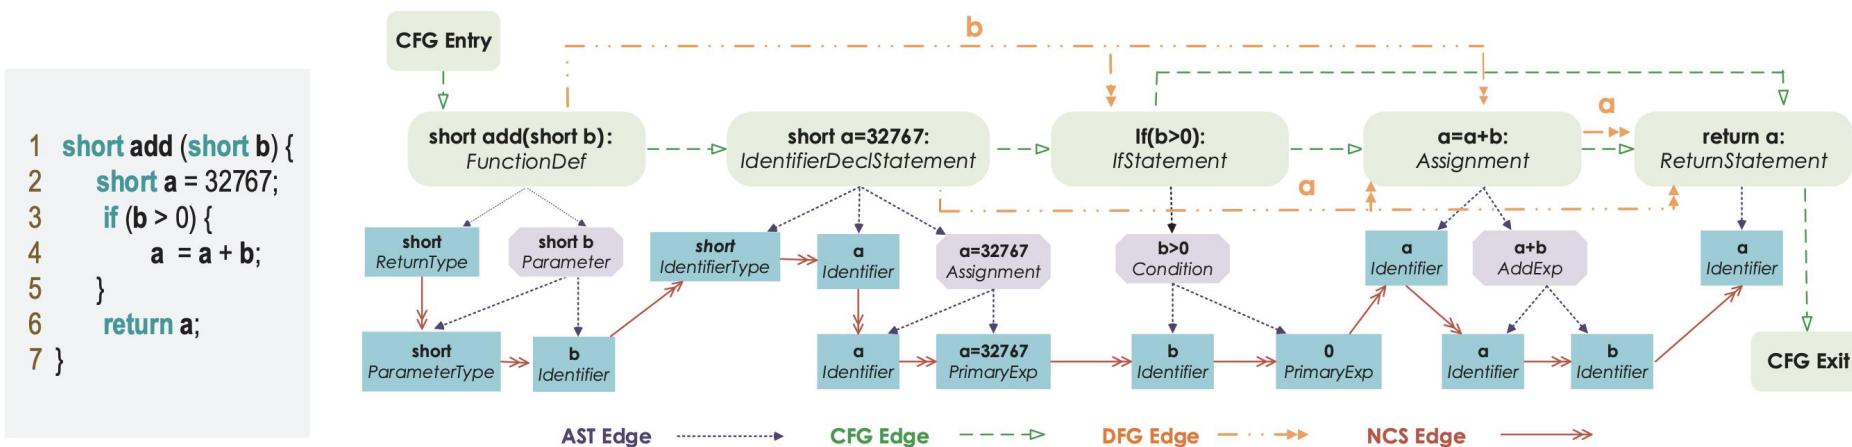 1 short add (short b) {
2 short a = 32767;
3 if (b > 0) {
4 a = a + b;
5 }
6 return a;
7 }
CFG Entry
b
short add(short b):
FunctionDef
short a=32767:
IdentifierDeclStatement
If(b>0):
IfStatement
a=a+b:
Assignment
a
return a:
ReturnStatement
a
short
ReturnType
short b
Parameter
short
IdentifierType
a
Identifier
a=32767
Assignment
b>0
Condition
a
Identifier
a+b
AddExp
a
Identifier
short
ParameterType
b
Identifier
a
Identifier
a=32767
PrimaryExp
b
Identifier
0
PrimaryExp
a
Identifier
b
Identifier
CFG Exit
AST Edge
CFG Edge
DFG Edge
NCS Edge